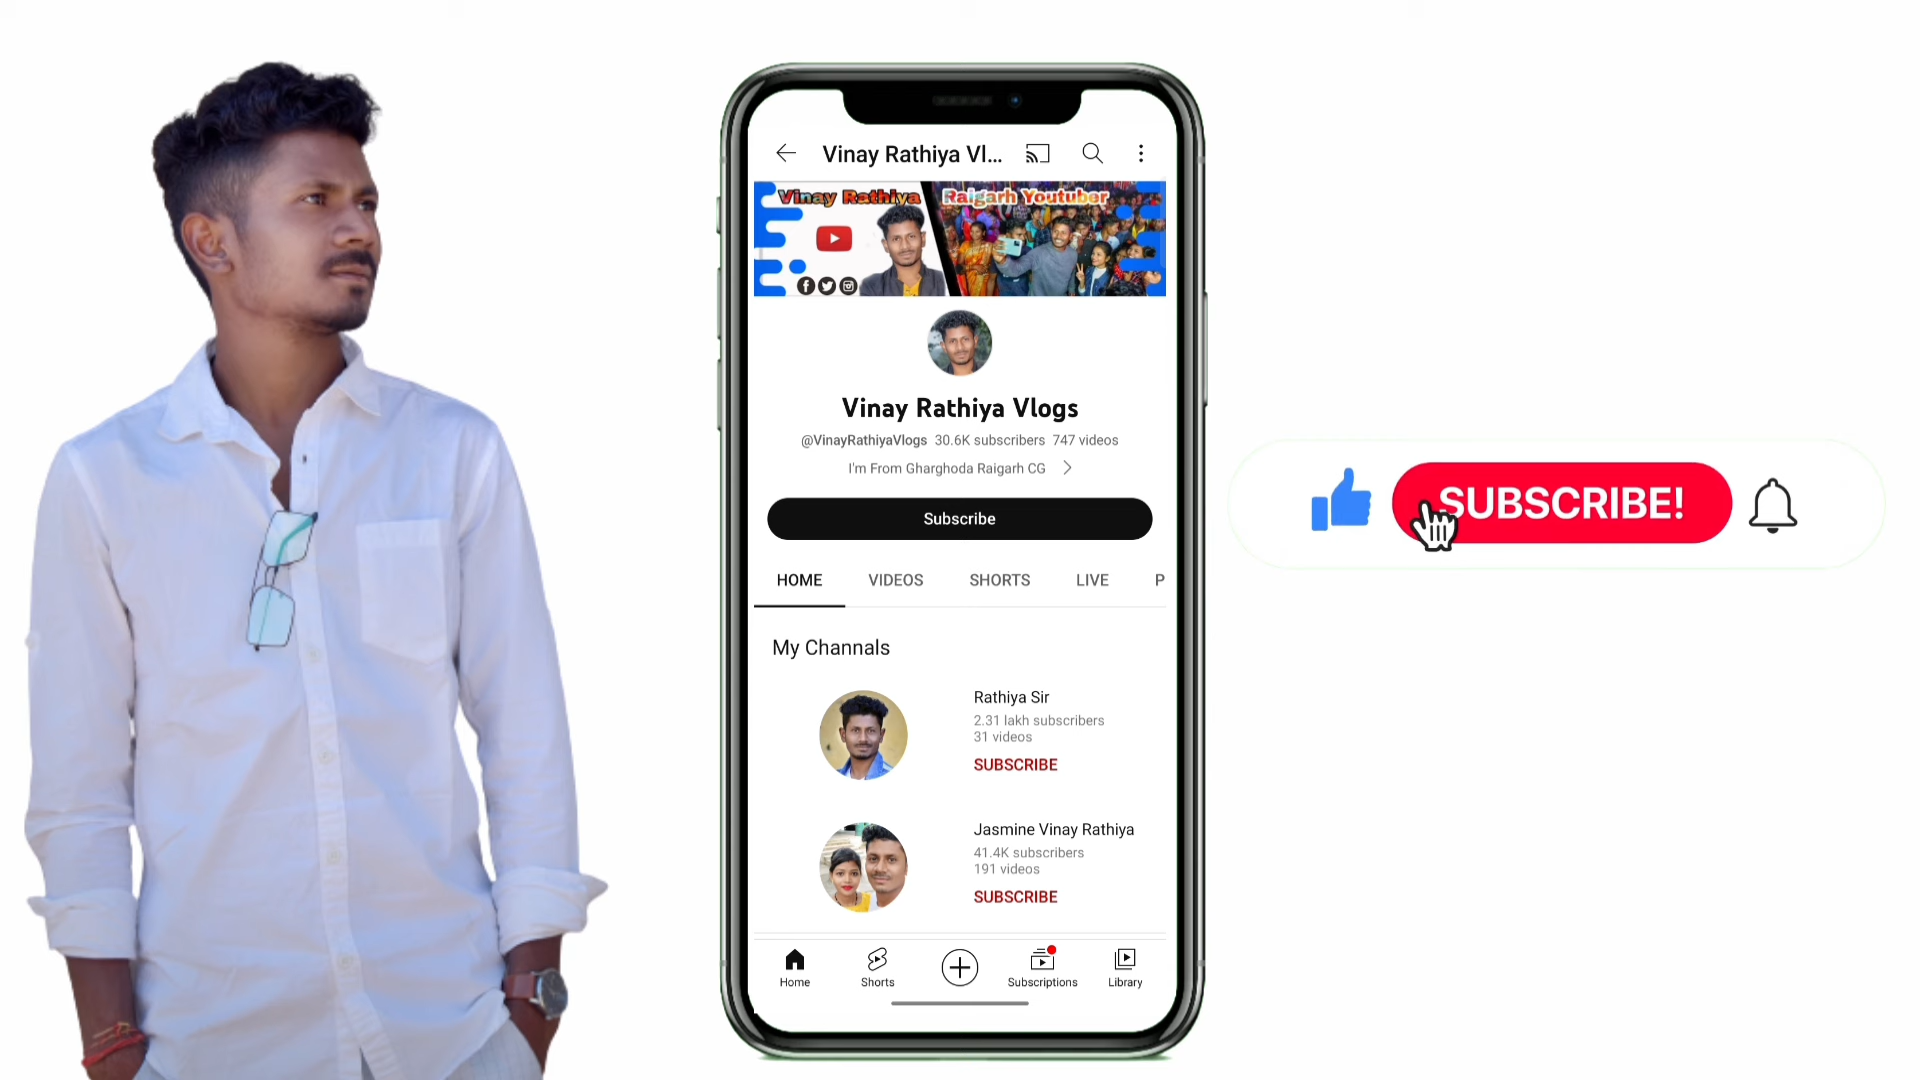 Vinay Rathiya Vl...
Vinay Rathiya
Raigarh Youtuber
Vinay Rathiya Vlogs
@VinayRathiyaVlogs 30.6K subscribers 747 videos
I'm From Gharghoda Raigarh CG
Subscribe
HOME VIDEOS SHORTS LIVE P
My Channals
Rathiya Sir
2.31 lakh subscribers
31 videos
SUBSCRIBE
Jasmine Vinay Rathiya
41.4K subscribers
191 videos
SUBSCRIBE
Home Shorts Subscriptions Library
SUBSCRIBE!